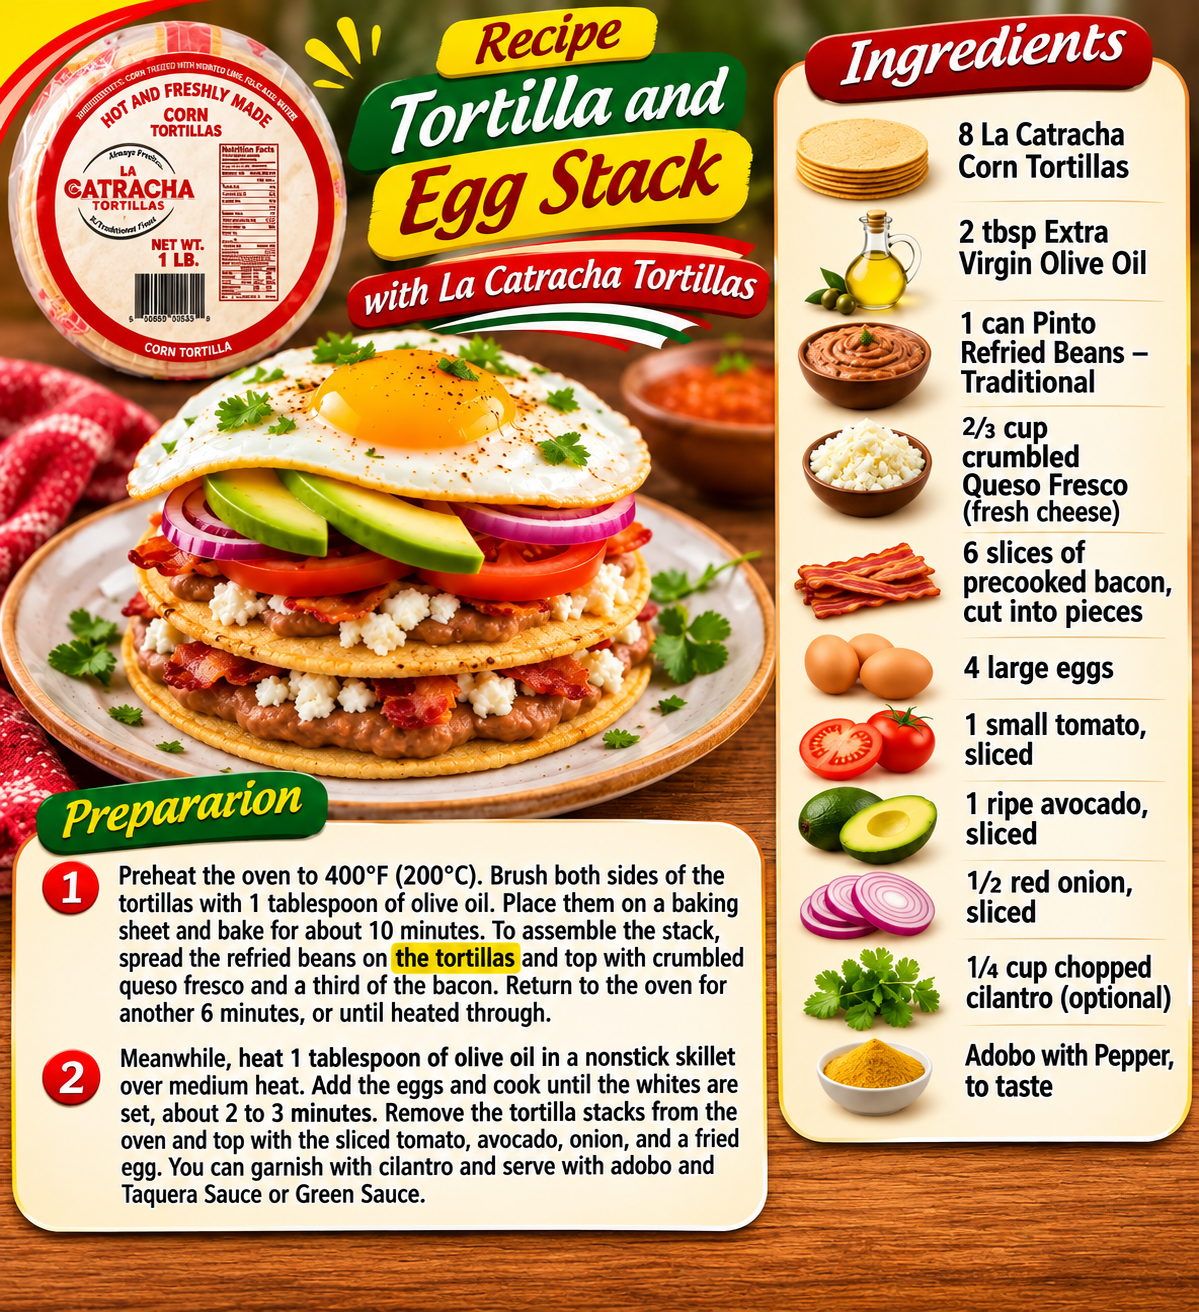 INGREDIENTS: CORN TREATED WITH HYDRATED LIME,
HOT AND FRESHLY MADE
CORN
TORTILLAS
Always Fresh
LA
CATRACHA
TORTILLAS
NET WT.
1 LB.
Nutrition Facts
CORN TORTILLA
Recipe
Tortilla and
Egg Stack
with La Catracha Tortillas
Ingredients
8 La Catracha
Corn Tortillas
2 tbsp Extra
Virgin Olive Oil
1 can Pinto
Refried Beans –
Traditional
2/3 cup
crumbled
Queso Fresco
(fresh cheese)
6 slices of
precooked bacon,
cut into pieces
4 large eggs
1 small tomato,
sliced
1 ripe avocado,
sliced
1/2 red onion,
sliced
1/4 cup chopped
cilantro (optional)
Adobo with Pepper,
to taste
Prepararion
1
Preheat the oven to 400°F (200°C). Brush both sides of the
tortillas with 1 tablespoon of olive oil. Place them on a baking
sheet and bake for about 10 minutes. To assemble the stack,
spread the refried beans on the tortillas and top with crumbled
queso fresco and a third of the bacon. Return to the oven for
another 6 minutes, or until heated through.
2
Meanwhile, heat 1 tablespoon of olive oil in a nonstick skillet
over medium heat. Add the eggs and cook until the whites are
set, about 2 to 3 minutes. Remove the tortilla stacks from the
oven and top with the sliced tomato, avocado, onion, and a fried
egg. You can garnish with cilantro and serve with adobo and
Taquera Sauce or Green Sauce.